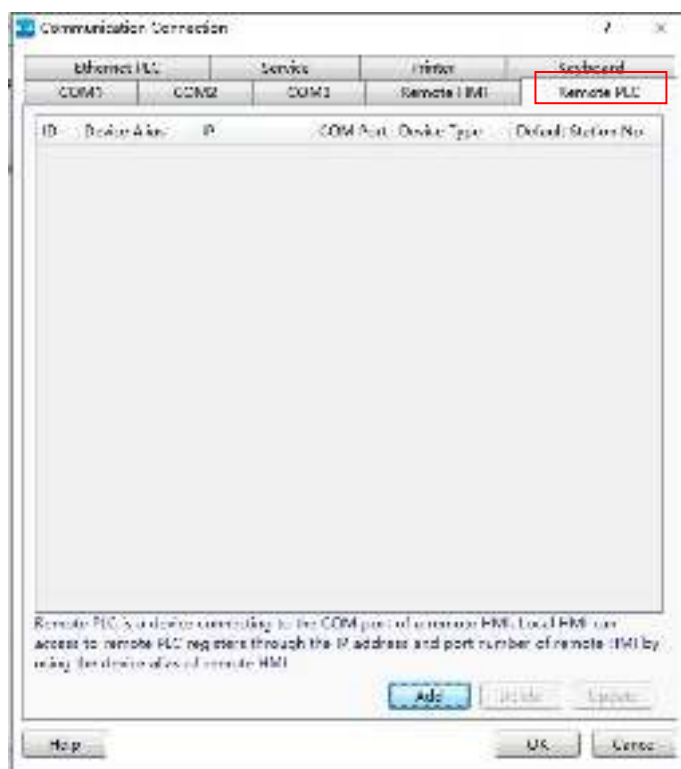 Communication Connection ? ×
Ethernet PLC Service Printer Keyboard
COM1 COM2 COM3 Remote HMI Remote PLC
ID Device Alias IP COM Port Device Type Default Station No
Remote PLC is a device connecting to the COM port of a remote HMI. Local HMI can
access to remote PLC registers through the IP address and port number of remote HMI by
using the device alias of remote HMI
Add Delete Update
Help OK Cancel